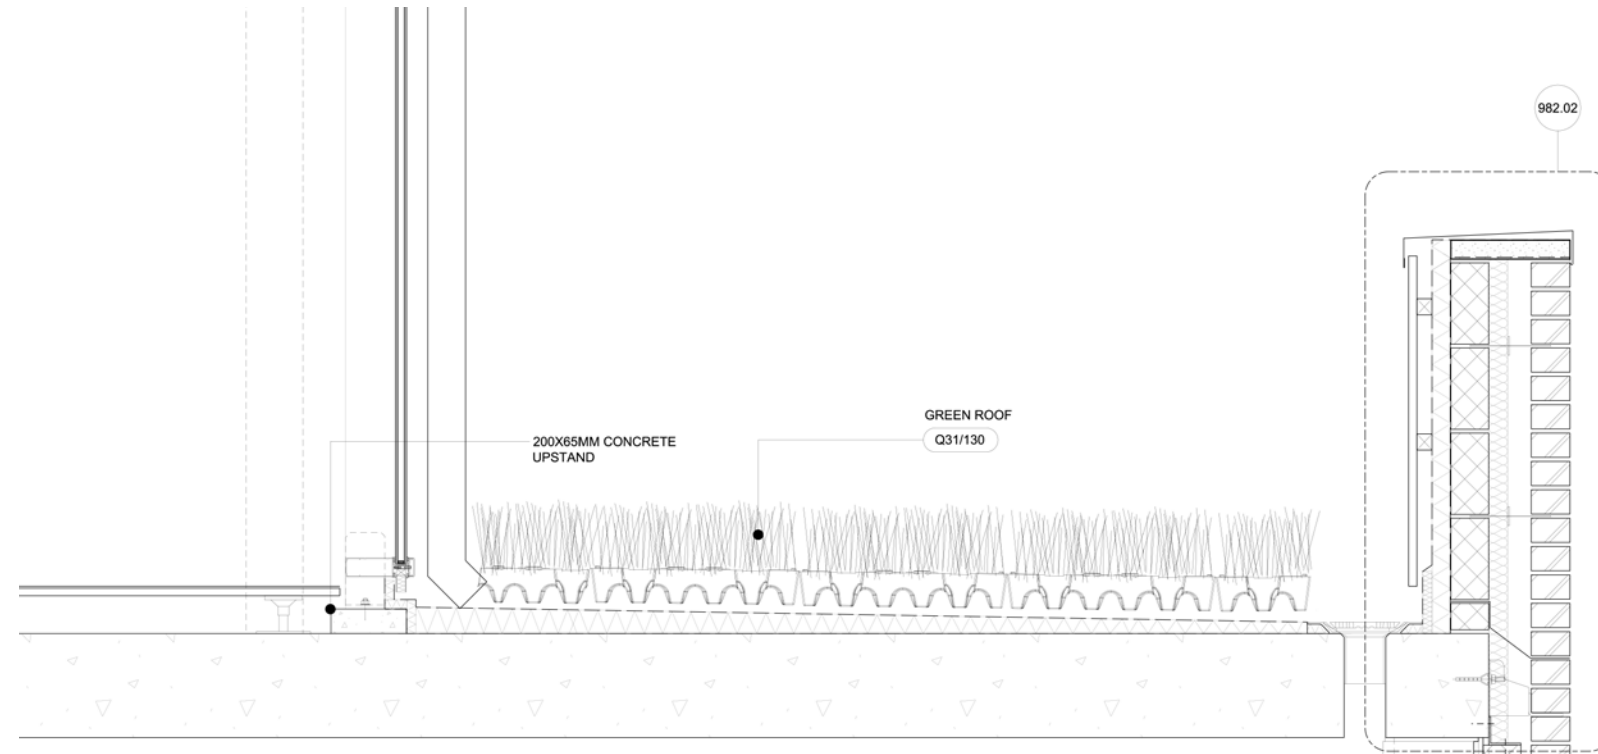 982.02
GREEN ROOF
Q31/130
200X65MM CONCRETE
UPSTAND